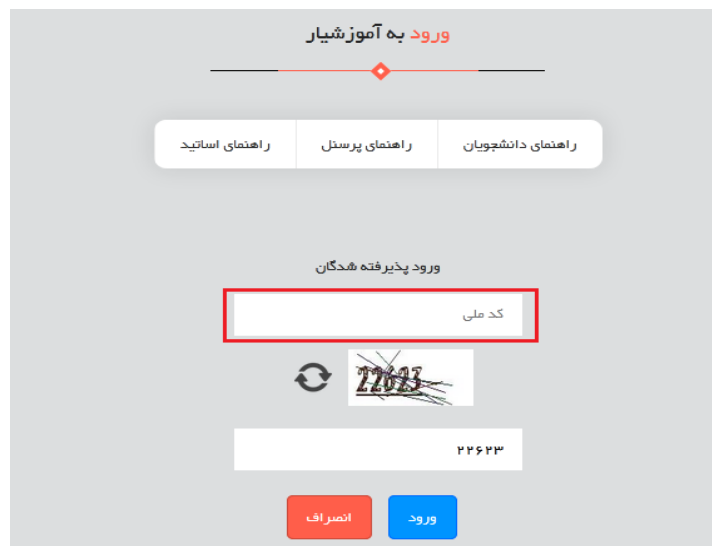 ورود به آموزشیار
راهنمای دانشجویان
راهنمای پرسنل
راهنمای اساتید
ورود پذیرفته شدگان
کد ملی
22623
۲۲۶۲۳
ورود
انصراف